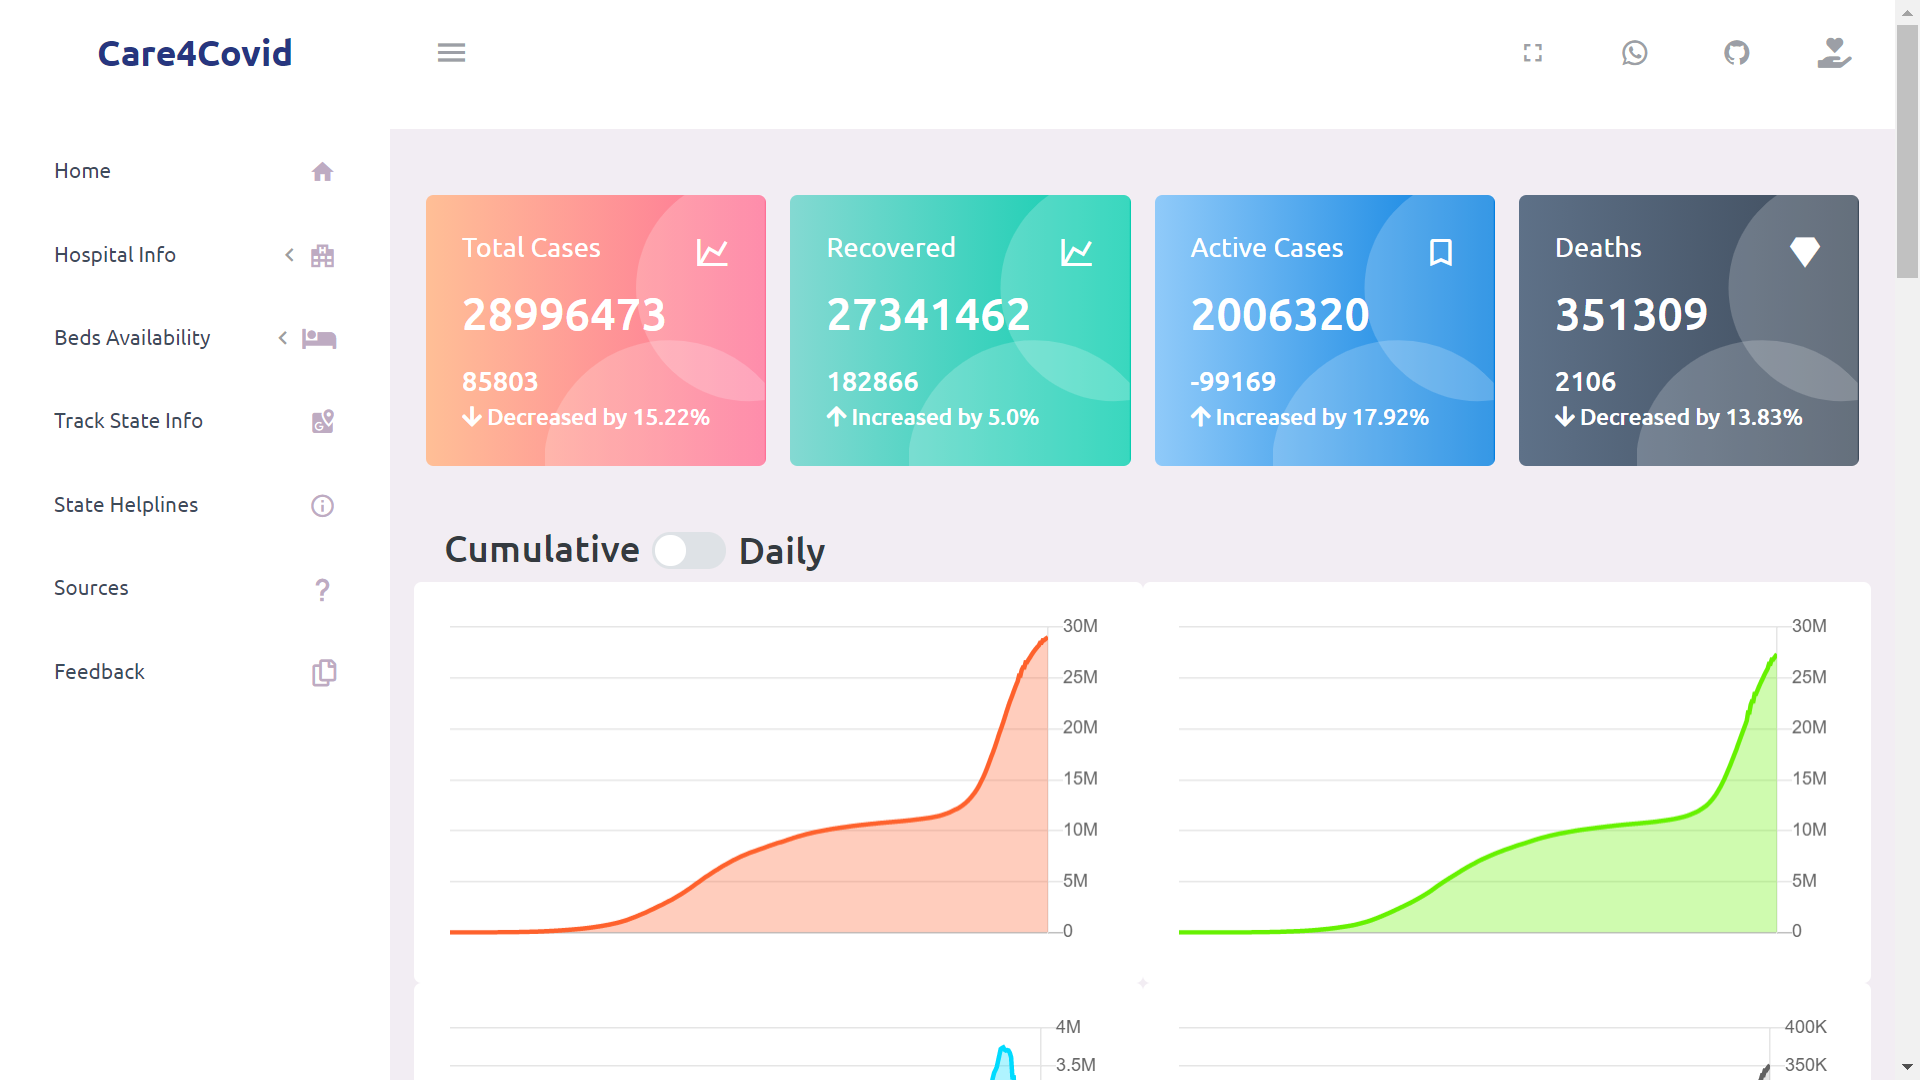 Care4Covid
Home
Hospital Info
Beds Availability
Track State Info
State Helplines
Sources
?
Feedback
Total Cases
28996473
85803
Decreased by 15.22%
Recovered
27341462
182866
Increased by 5.0%
Active Cases
2006320
-99169
Increased by 17.92%
Deaths
351309
2106
Decreased by 13.83%
Cumulative
Daily
30M
25M
20M
15M
10M
5M
0
30M
25M
20M
15M
10M
5M
0
4M
3.5M
400K
350K